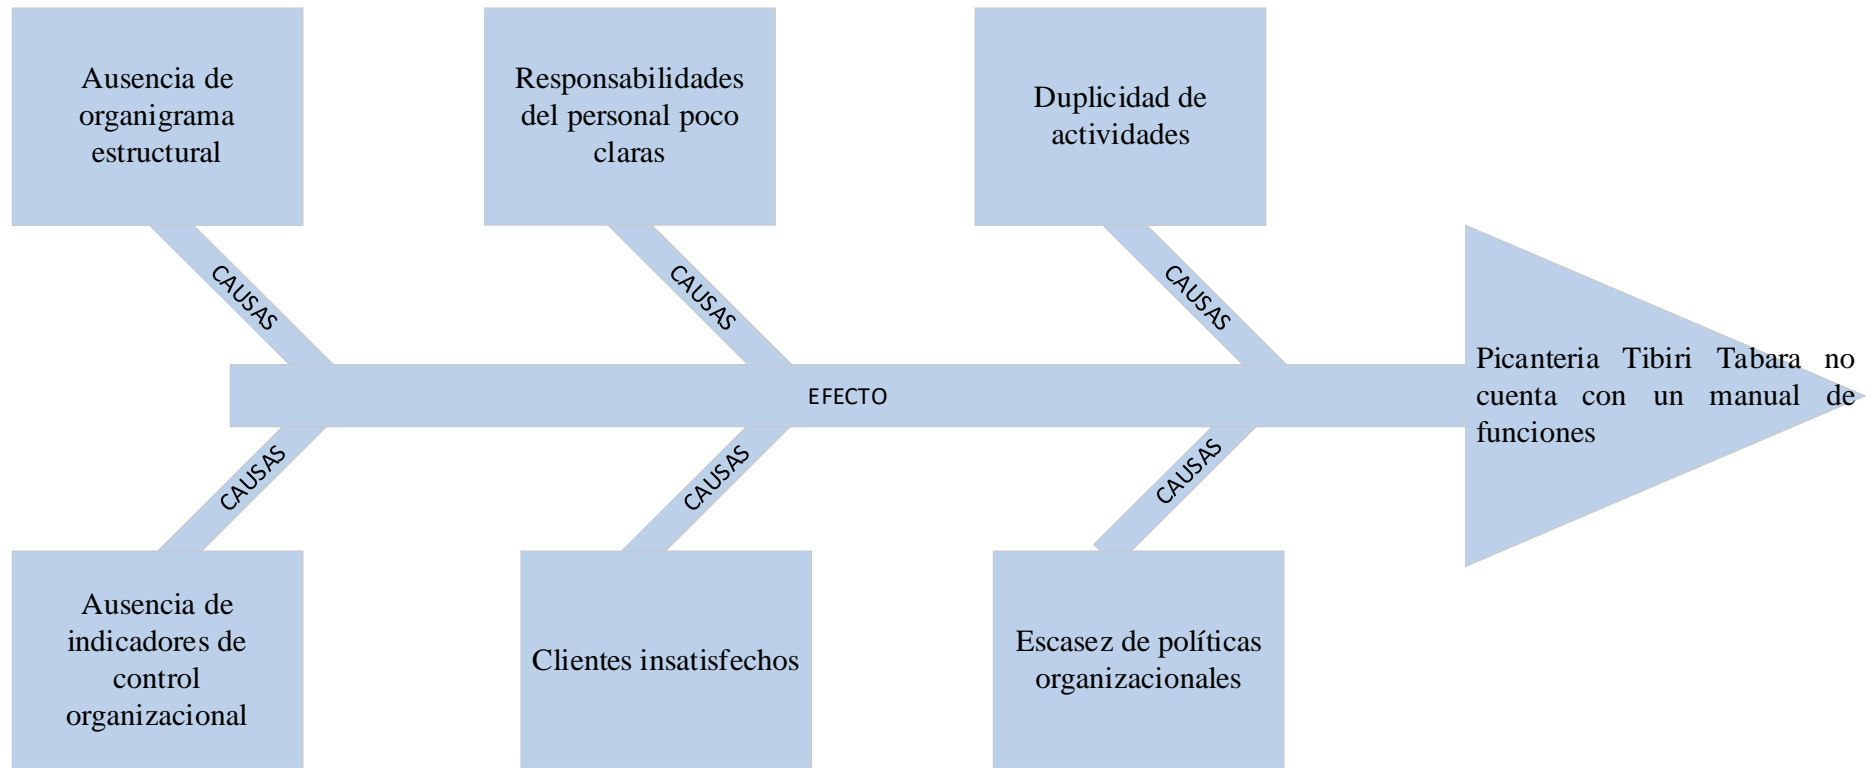 Ausencia de
organigrama
estructural
Responsabilidades
del personal poco
claras
Duplicidad de
actividades
CAUSAS
CAUSAS
CAUSAS
EFECTO
Picanteria Tibiri Tabara no
cuenta con un manual de
funciones
CAUSAS
CAUSAS
CAUSAS
Ausencia de
indicadores de
control
organizacional
Clientes insatisfechos
Escasez de políticas
organizacionales